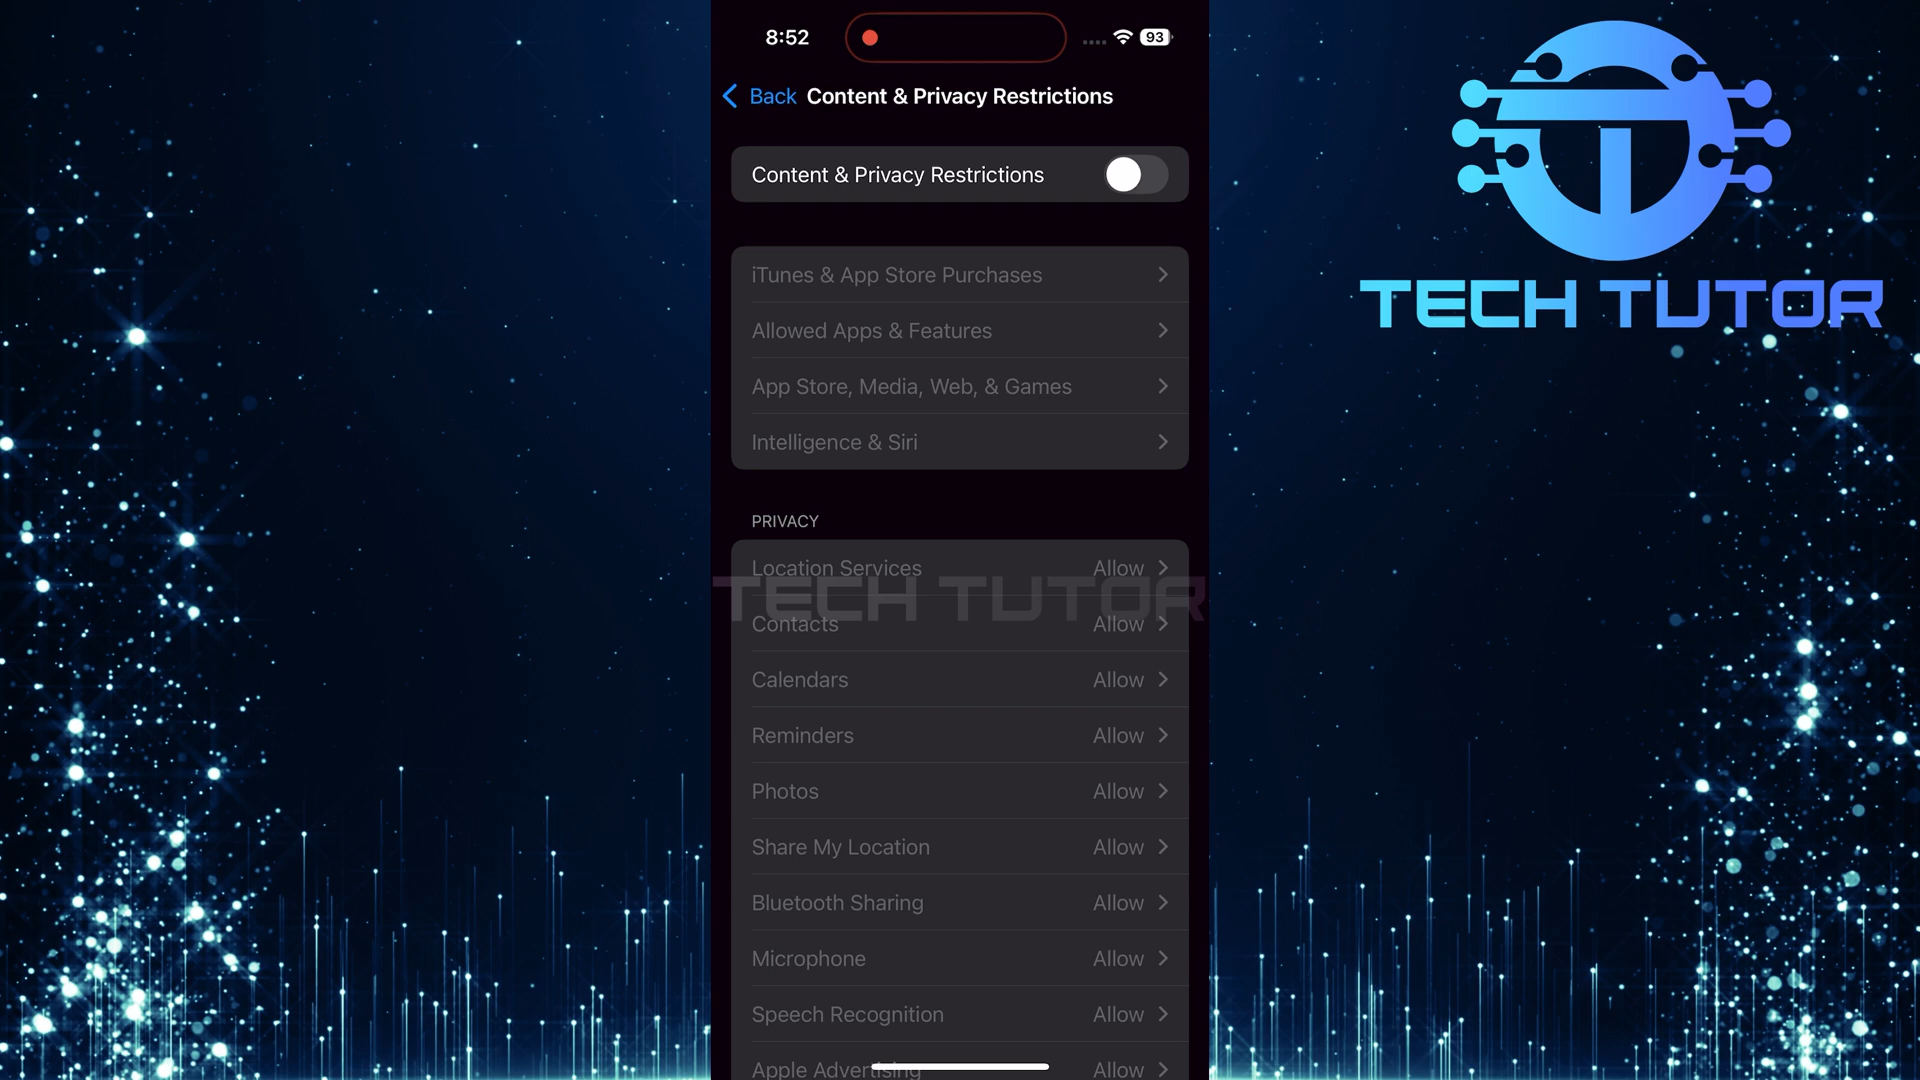 8:52
93
Back Content & Privacy Restrictions
Content & Privacy Restrictions
iTunes & App Store Purchases
Allowed Apps & Features
App Store, Media, Web, & Games
Intelligence & Siri
PRIVACY
Location Services Allow
TECH TUTOR
Contacts Allow
Calendars Allow
Reminders Allow
Photos Allow
Share My Location Allow
Bluetooth Sharing Allow
Microphone Allow
Speech Recognition Allow
Apple Advertising Allow
TECH TUTOR